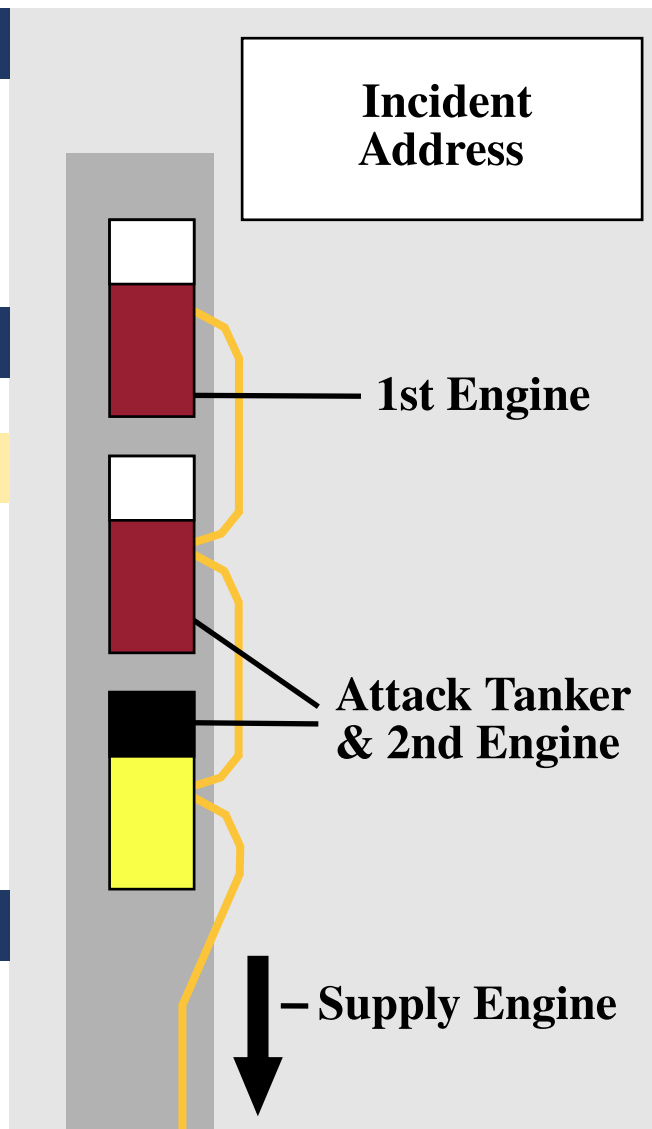 Incident
Address
1st Engine
Attack Tanker
& 2nd Engine
Supply Engine